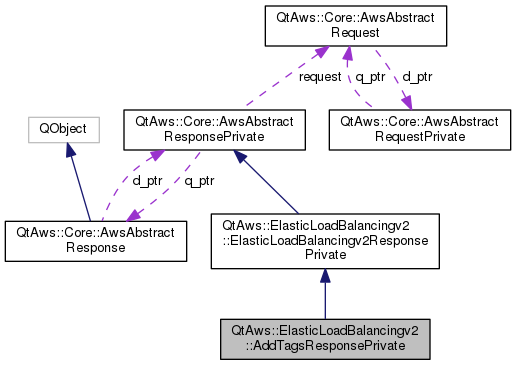 QtAws::Core::AwsAbstract
Request
request
q_ptr
d_ptr
QObject
QtAws::Core::AwsAbstract
ResponsePrivate
QtAws::Core::AwsAbstract
RequestPrivate
d_ptr
q_ptr
QtAws::Core::AwsAbstract
Response
QtAws::ElasticLoadBalancingv2
::ElasticLoadBalancingv2Response
Private
QtAws::ElasticLoadBalancingv2
::AddTagsResponsePrivate